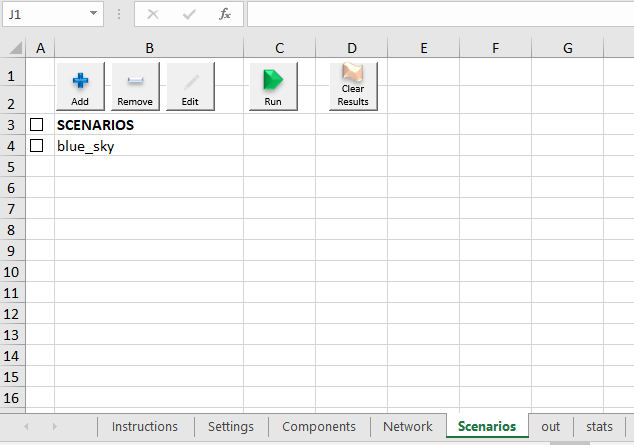 J1 fx
A B C D E F G
1
Add Remove Edit Run Clear
Results
2
3 SCENARIOS
4 blue_sky
5
6
7
8
9
10
11
12
13
14
15
16
Instructions Settings Components Network Scenarios out stats